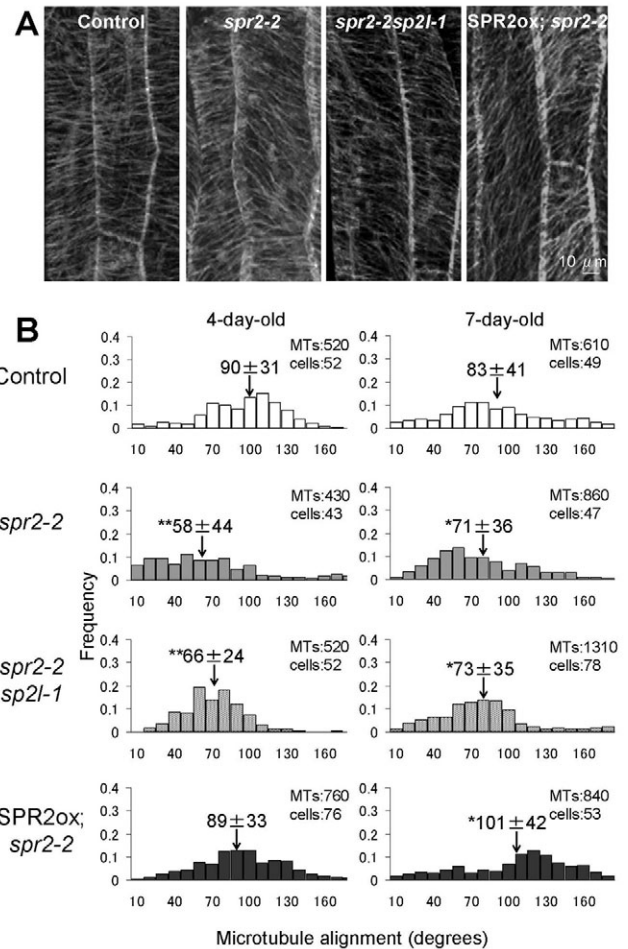 A
Control spr2-2 spr2-2sp2l-1 SPR2ox; spr2-2
10 μm
B
4-day-old 7-day-old
Control
0.4 0.3 0.2 0.1 0
90±31
MTs:520
cells:52
10 40 70 100 130 160
0.4 0.3 0.2 0.1 0
83±41
MTs:610
cells:49
10 40 70 100 130 160
spr2-2
0.4 0.3 0.2 0.1 0
**58±44
MTs:430
cells:43
10 40 70 100 130 160
0.4 0.3 0.2 0.1 0
*71±36
MTs:860
cells:47
10 40 70 100 130 160
Frequency
spr2-2
sp2l-1
0.4 0.3 0.2 0.1 0
**66±24
MTs:520
cells:52
10 40 70 100 130 160
0.4 0.3 0.2 0.1 0
*73±35
MTs:1310
cells:78
10 40 70 100 130 160
SPR2ox;
spr2-2
0.4 0.3 0.2 0.1 0
89±33
MTs:760
cells:76
10 40 70 100 130 160
0.4 0.3 0.2 0.1 0
*101±42
MTs:840
cells:53
10 40 70 100 130 160
Microtubule alignment (degrees)